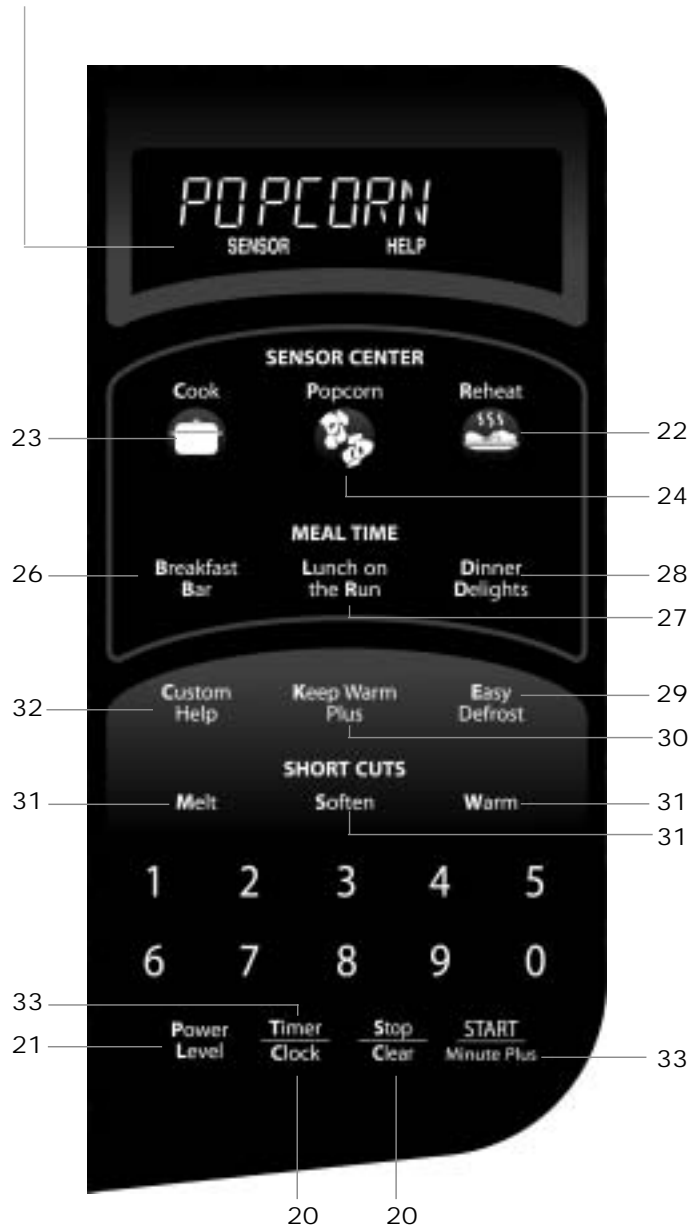 POPCORN
SENSOR HELP
SENSOR CENTER
Cook Popcorn Reheat
23
22
24
MEAL TIME
26 Breakfast Lunch on Dinner 28
Bar the Run Delights
27
32 Custom Keep Warm Easy 29
Help Plus Defrost
30
SHORT CUTS
31 Melt Soften Warm 31
31
1 2 3 4 5
6 7 8 9 0
33
21 Power Timer Stop START
Level Clock Clear Minute Plus 33
20 20